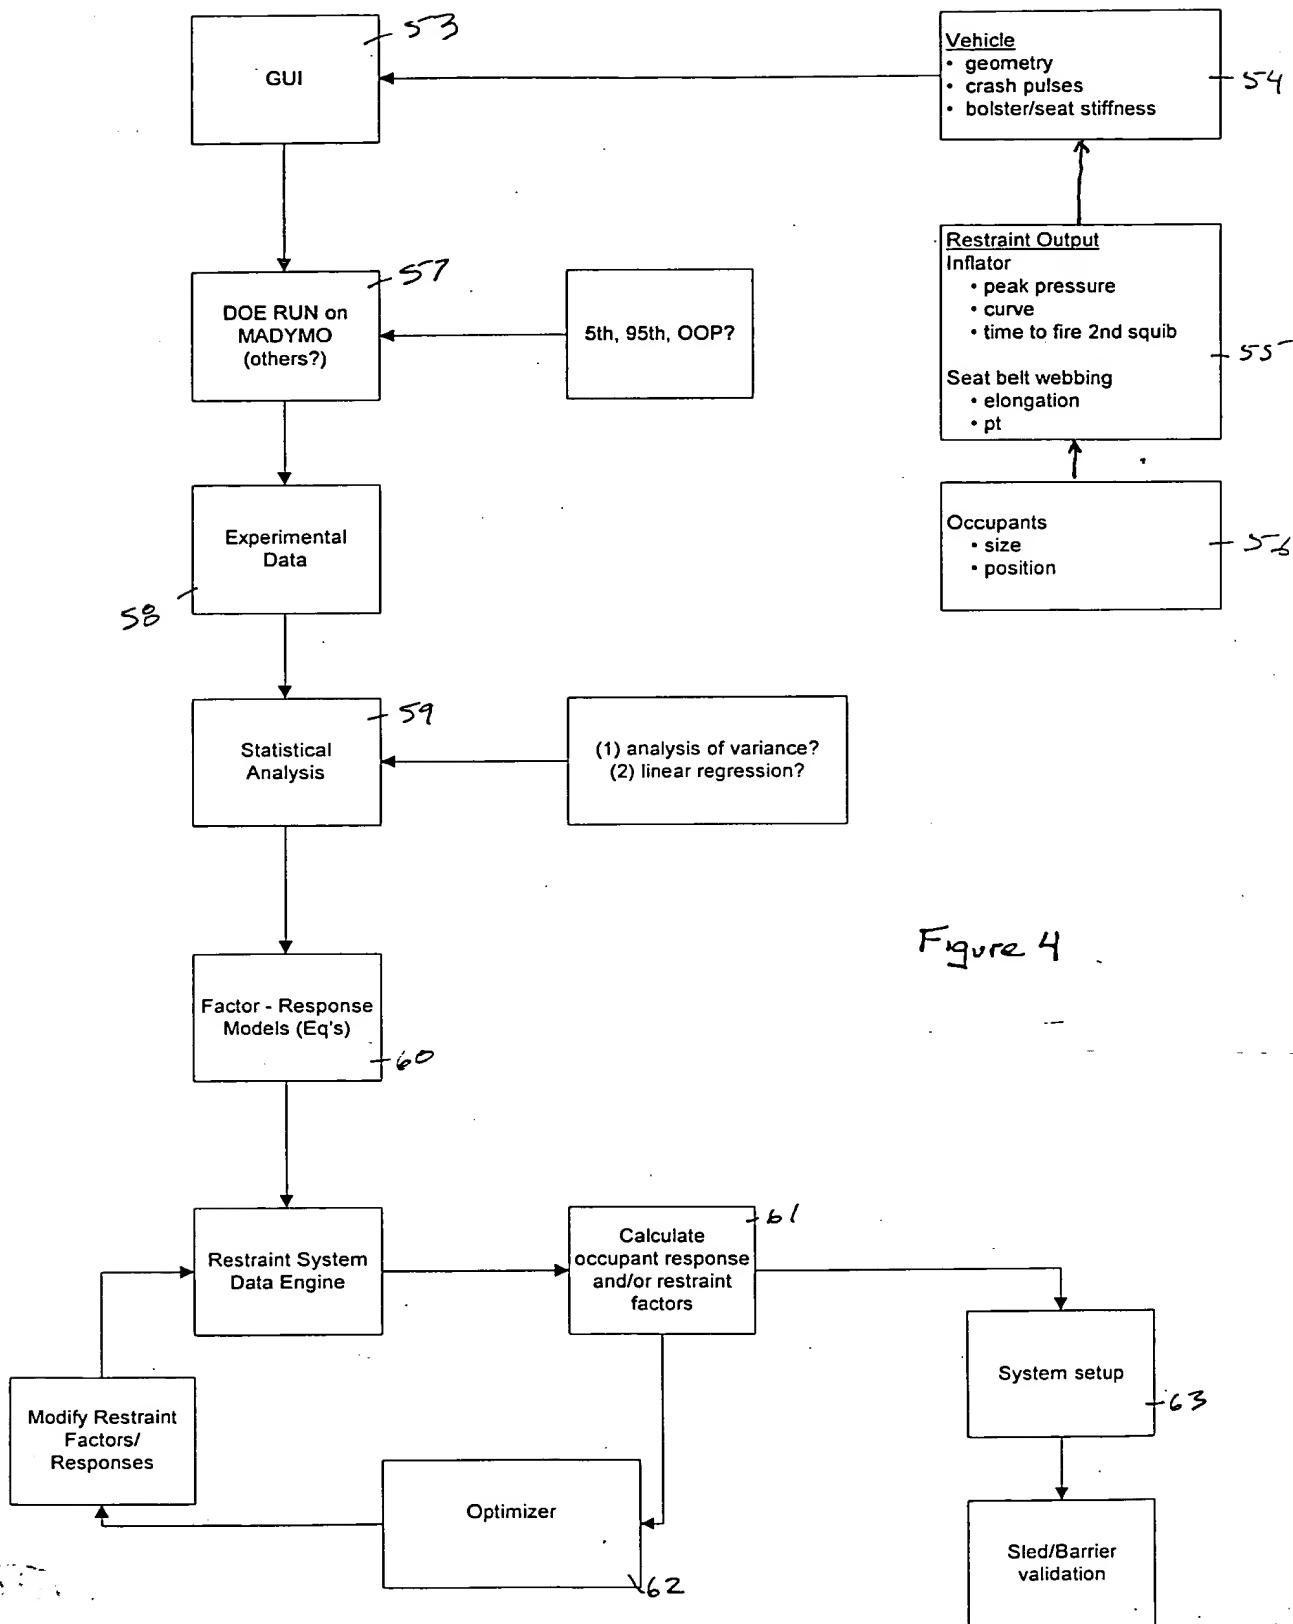 53
GUI
Vehicle
• geometry
• crash pulses
• bolster/seat stiffness
54
57
DOE RUN on
MADYMO
(others?)
5th, 95th, OOP?
Restraint Output
Inflator
• peak pressure
• curve
• time to fire 2nd squib
Seat belt webbing
• elongation
• pt
55
Experimental
Data
58
Occupants
• size
• position
56
59
Statistical
Analysis
(1) analysis of variance?
(2) linear regression?
Figure 4
Factor - Response
Models (Eq's)
60
Restraint System
Data Engine
61
Calculate
occupant response
and/or restraint
factors
System setup
63
Modify Restraint
Factors/
Responses
Optimizer
62
Sled/Barrier
validation